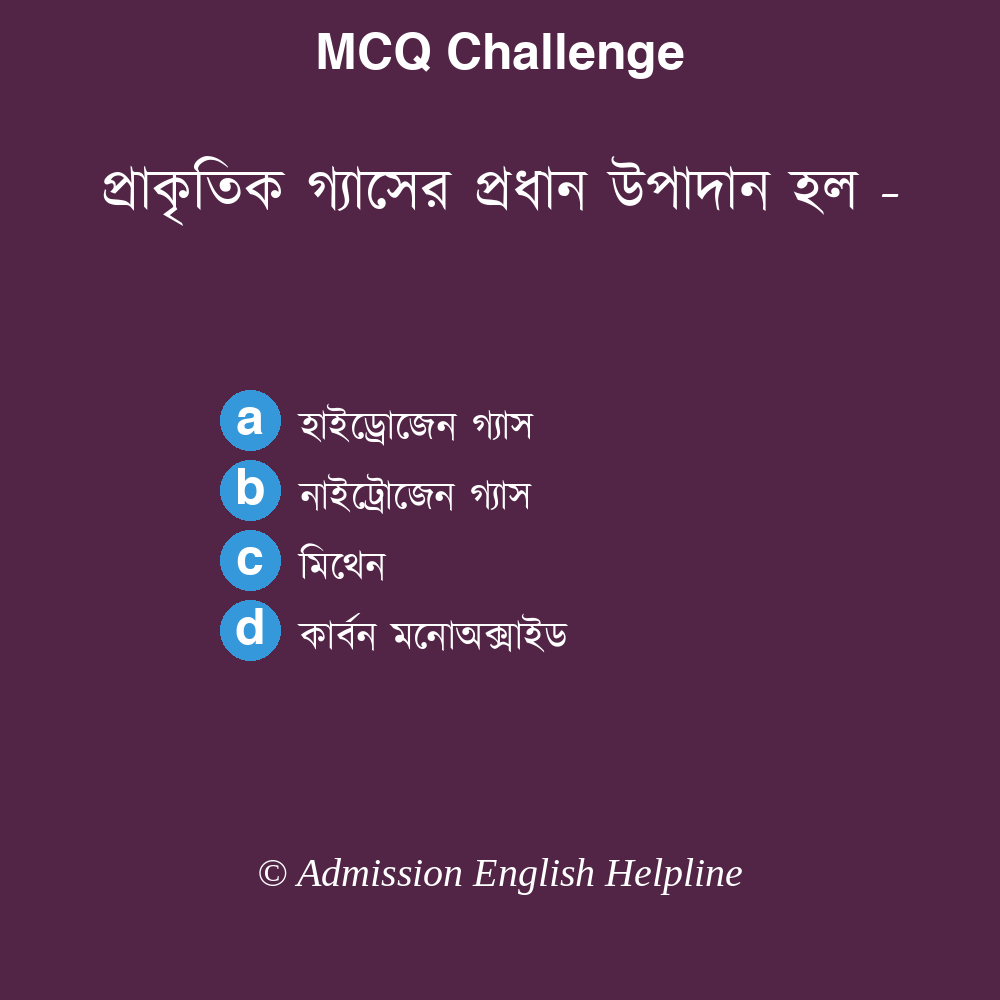 MCQ Challenge
প্রাকৃতিক গ্যাসের প্রধান উপাদান হল -
a হাইড্রোজেন গ্যাস
b নাইট্রোজেন গ্যাস
c মিথেন
d কার্বন মনোঅক্সাইড
© Admission English Helpline